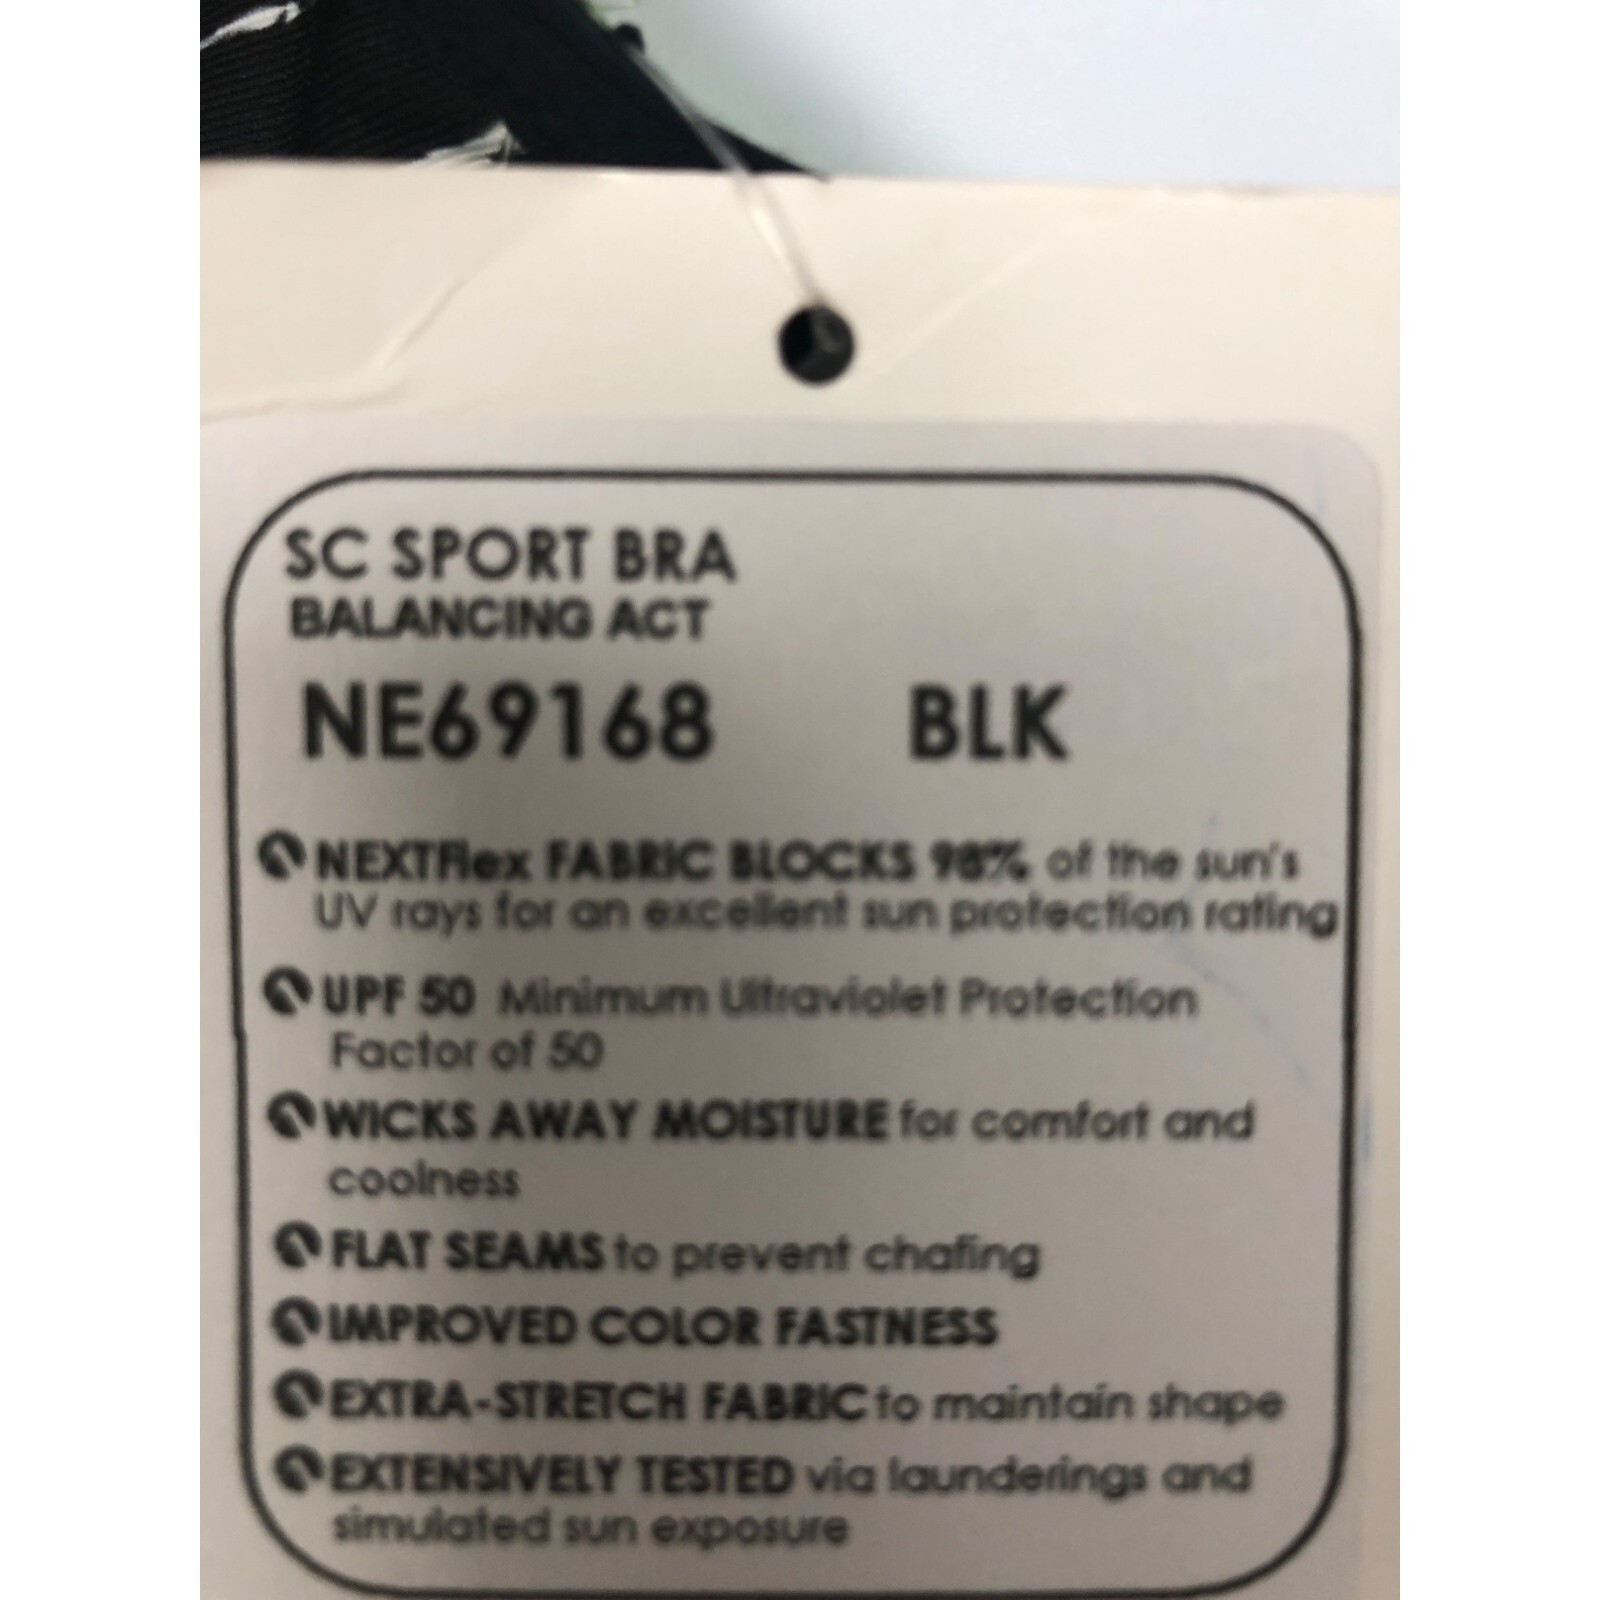 SC SPORT BRA
BALANCING ACT
NE69168 BLK
NEXTFlex FABRIC BLOCKS 98% of the sun's
UV rays for an excellent sun protection rating
UPF 50 Minimum Ultraviolet Protection
Factor of 50
WICKS AWAY MOISTURE for comfort and
coolness
FLAT SEAMS to prevent chafing
IMPROVED COLOR FASTNESS
EXTRA-STRETCH FABRIC to maintain shape
EXTENSIVELY TESTED via launderings and
simulated sun exposure